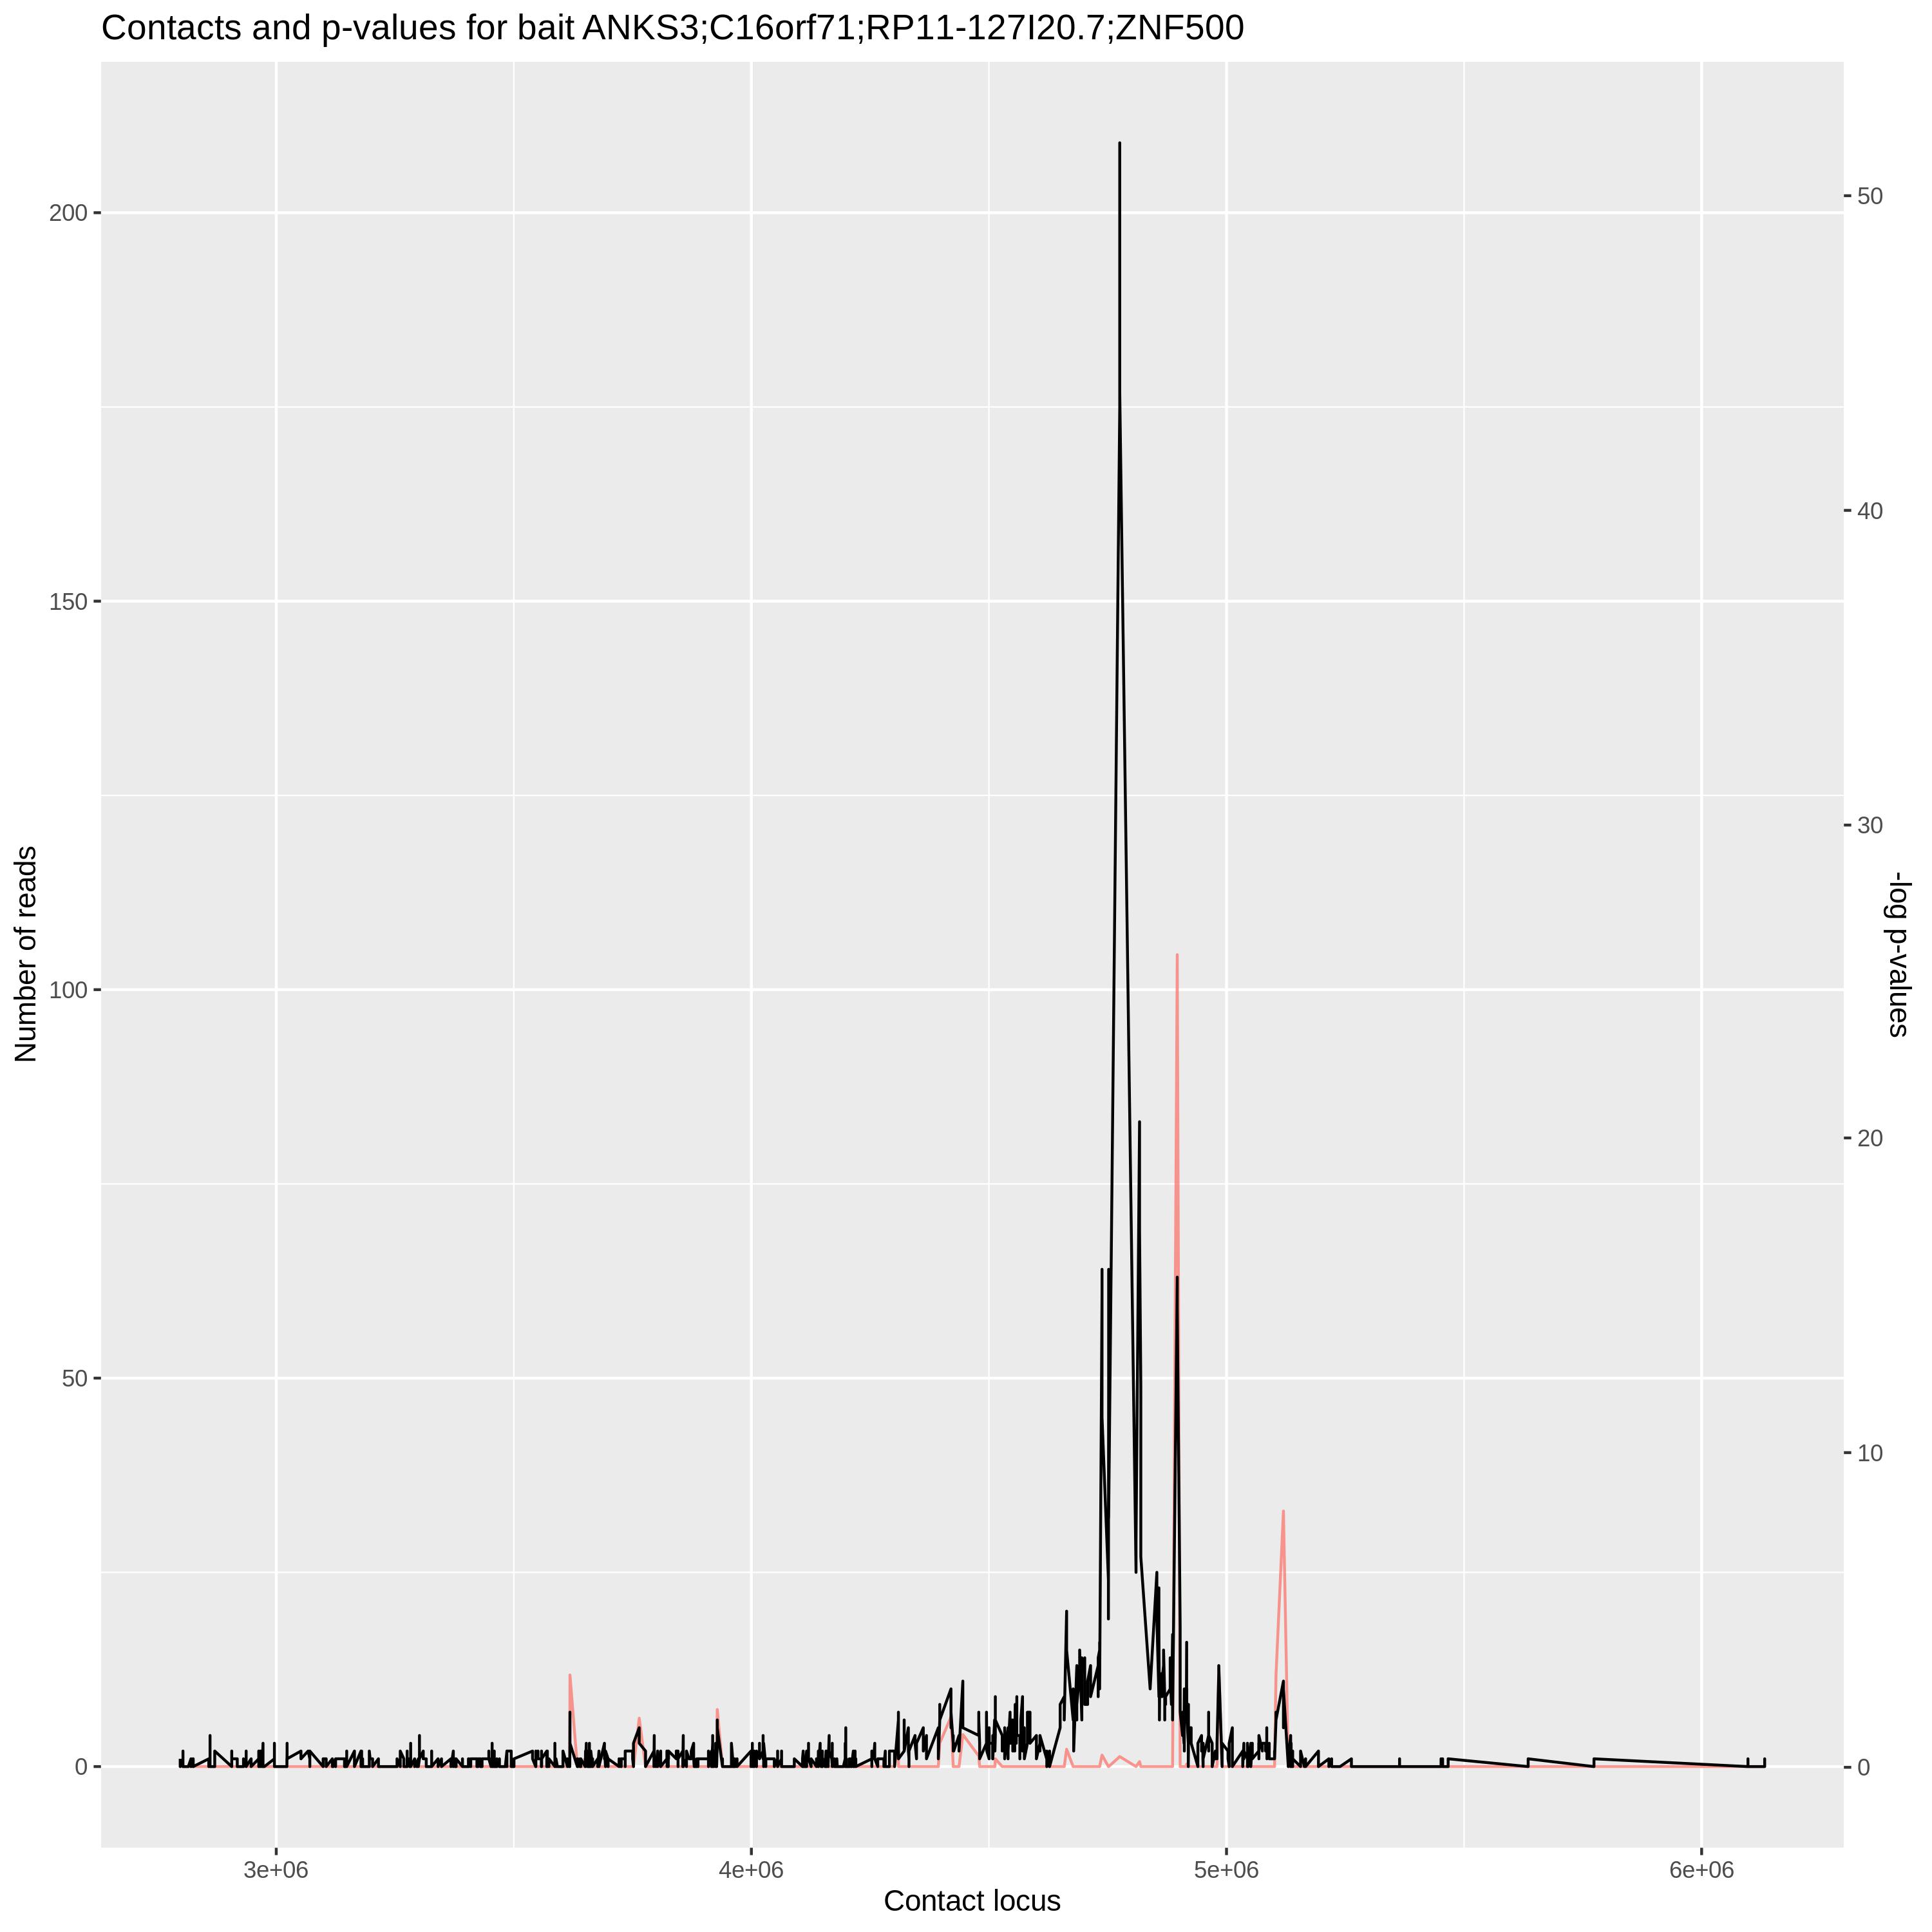 Contacts and p-values for bait ANKS3;C16orf71;RP11-127I20.7;ZNF500
Number of reads
200
150
100
50
0
50
40
30
20
10
0
-log p-values
3e+06 4e+06 5e+06 6e+06
Contact locus